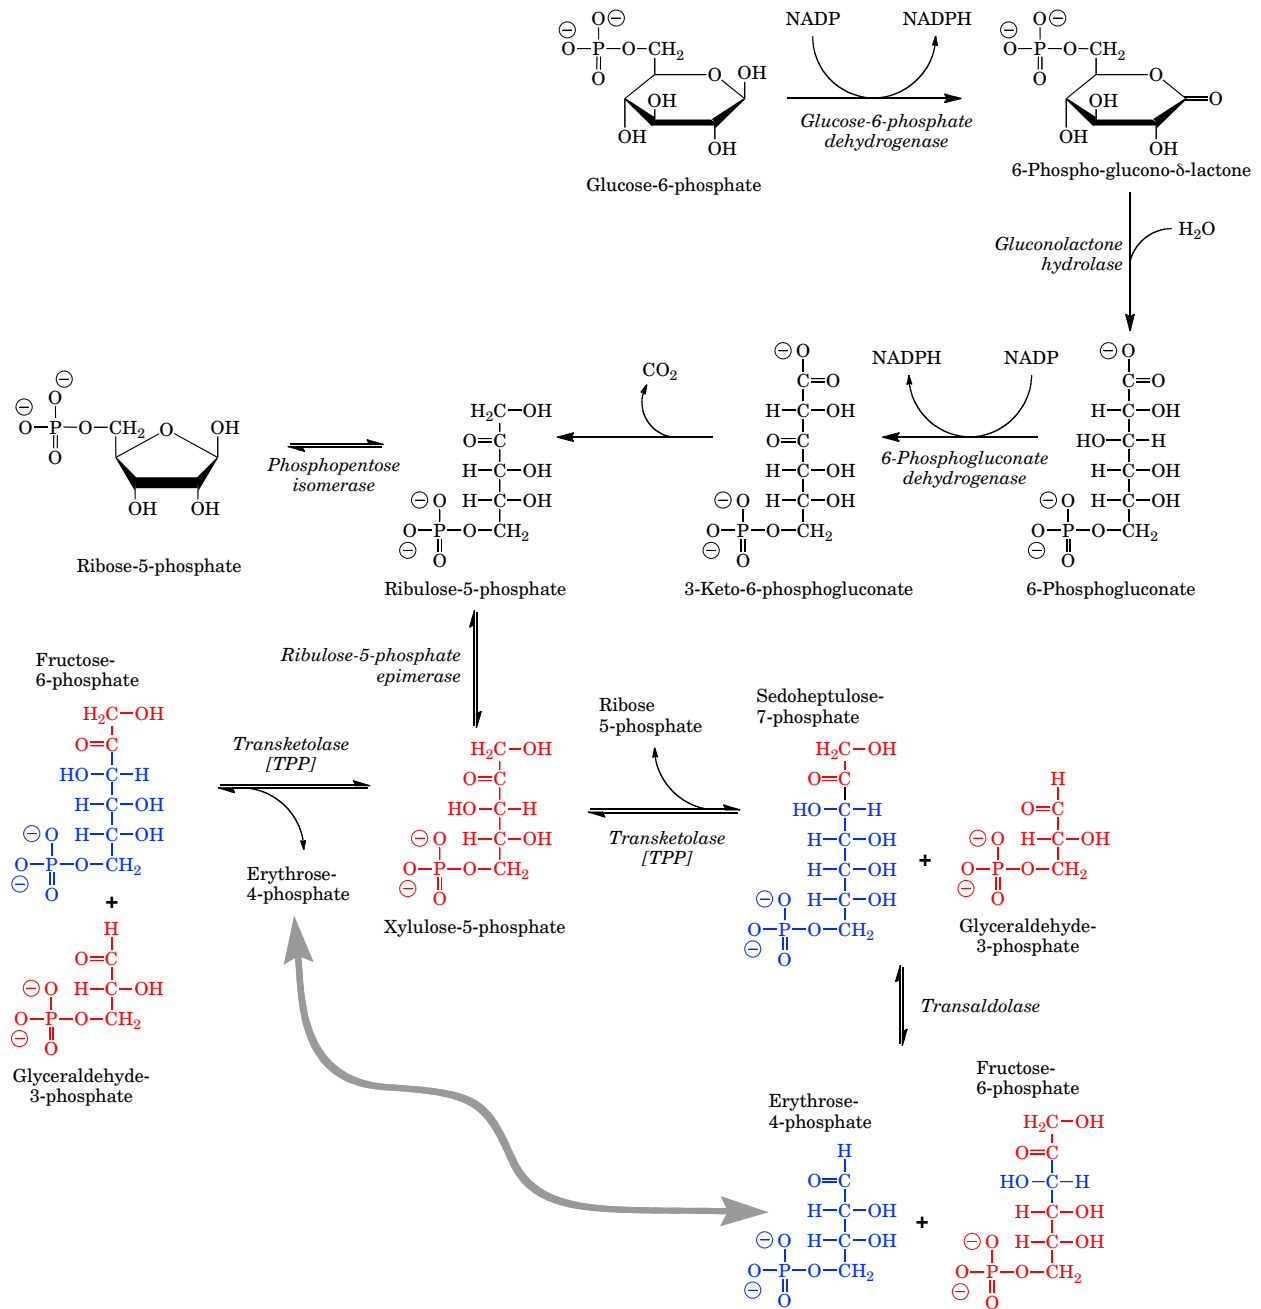 NADP
NADPH
Glucose-6-phosphate
dehydrogenase
Glucose-6-phosphate
6-Phospho-glucono-δ-lactone
Gluconolactone
hydrolase
H₂O
CO₂
NADPH
NADP
6-Phosphogluconate
dehydrogenase
Phosphopentose
isomerase
Ribose-5-phosphate
Ribulose-5-phosphate
3-Keto-6-phosphogluconate
6-Phosphogluconate
Ribulose-5-phosphate
epimerase
Fructose-
6-phosphate
Transketolase
[TPP]
Erythrose-
4-phosphate
Xylulose-5-phosphate
Ribose
5-phosphate
Transketolase
[TPP]
Sedoheptulose-
7-phosphate
+
Glyceraldehyde-
3-phosphate
+
Glyceraldehyde-
3-phosphate
Transaldolase
Erythrose-
4-phosphate
+
Fructose-
6-phosphate